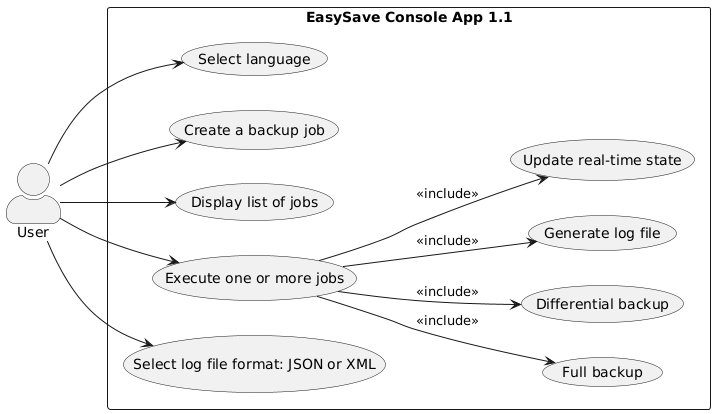 EasySave Console App 1.1
Select language
Create a backup job
Display list of jobs
User
Execute one or more jobs
Select log file format: JSON or XML
«include»
Update real-time state
«include»
Generate log file
«include»
Differential backup
«include»
Full backup